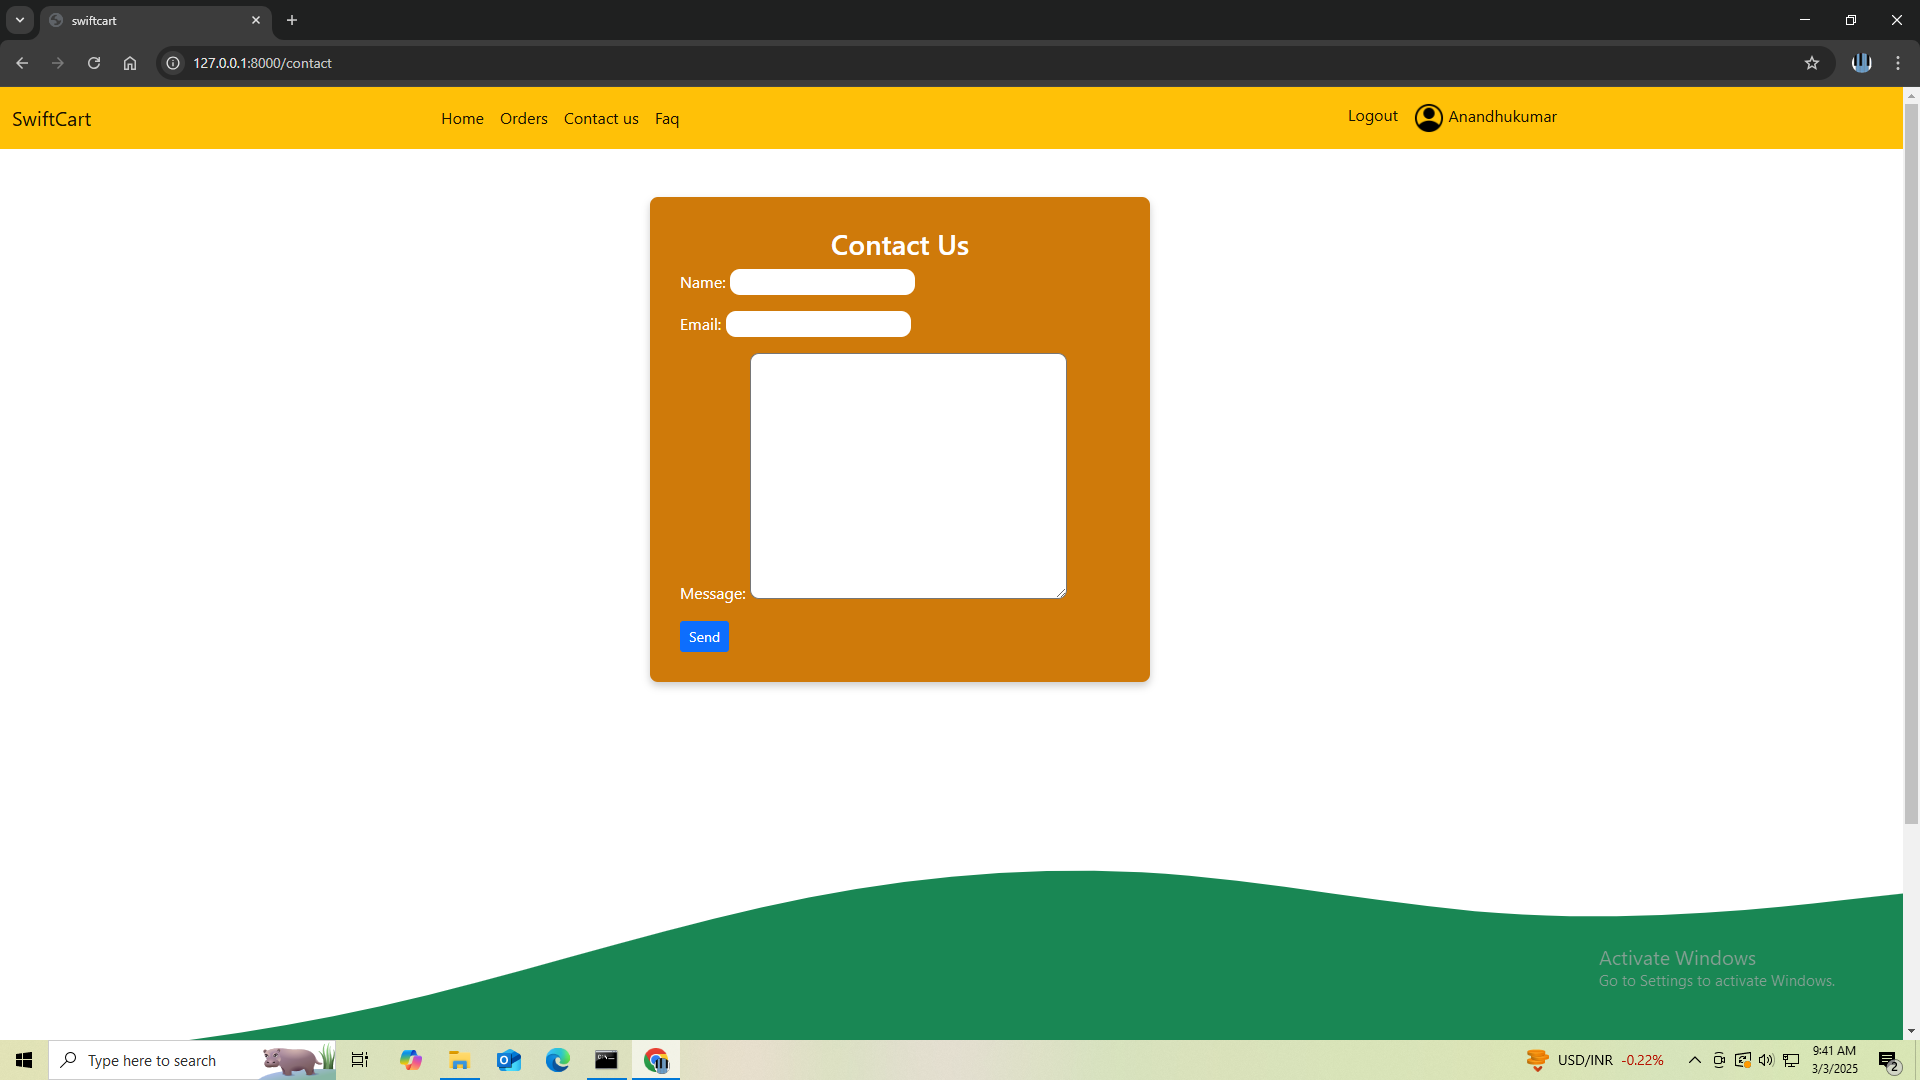 swiftcart
127.0.0.1:8000/contact
SwiftCart
Home Orders Contact us Faq
Logout Anandhukumar
Contact Us
Name:
Email:
Message:
Send
Activate Windows
Go to Settings to activate Windows.
Type here to search
USD/INR -0.22%
9:41 AM
3/3/2025
2